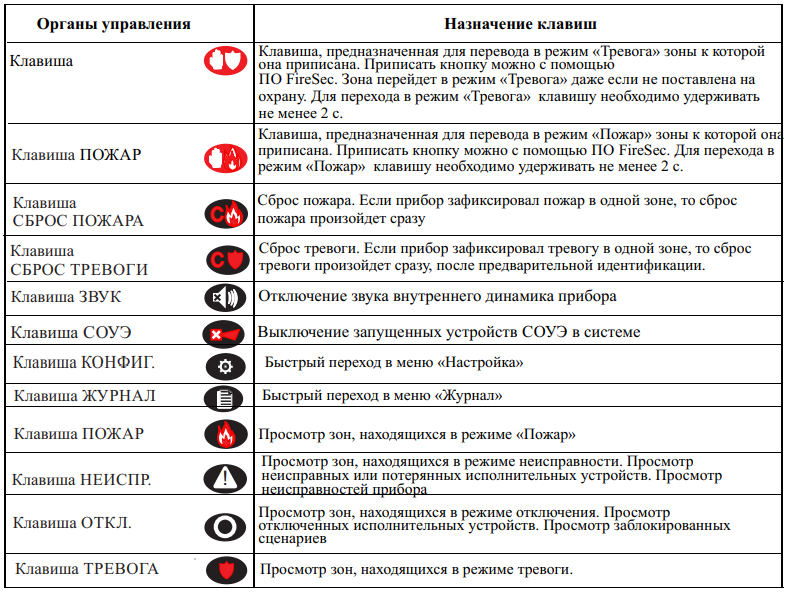 Органы управления
Назначение клавиш
Клавиша
Клавиша, предназначенная для перевода в режим «Тревога» зоны к которой
она приписана. Приписать кнопку можно с помощью
ПО FireSec. Зона перейдет в режим «Тревога» даже если не поставлена на
охрану. Для перехода в режим «Тревога» клавишу необходимо удерживать
не менее 2 с.
Клавиша ПОЖАР
Клавиша, предназначенная для перевода в режим «Пожар» зоны к которой она
приписана. Приписать кнопку можно с помощью ПО FireSec. Для перехода в
режим «Пожар» клавишу необходимо удерживать не менее 2 с.
Клавиша
СБРОС ПОЖАРА
С
Сброс пожара. Если прибор зафиксировал пожар в одной зоне, то сброс
пожара произойдет сразу
Клавиша
СБРОС ТРЕВОГИ
С
Сброс тревоги. Если прибор зафиксировал тревогу в одной зоне, то сброс
тревоги произойдет сразу, после предварительной идентификации.
Клавиша ЗВУК
Отключение звука внутреннего динамика прибора
Клавиша СОУЭ
Выключение запущенных устройств СОУЭ в системе
Клавиша КОНФИГ.
Быстрый переход в меню «Настройка»
Клавиша ЖУРНАЛ
Быстрый переход в меню «Журнал»
Клавиша ПОЖАР
Просмотр зон, находящихся в режиме «Пожар»
Клавиша НЕИСПР.
Просмотр зон, находящихся в режиме неисправности. Просмотр
неисправных или потерянных исполнительных устройств. Просмотр
неисправностей прибора
Клавиша ОТКЛ.
Просмотр зон, находящихся в режиме отключения. Просмотр
отключенных исполнительных устройств. Просмотр заблокированных
сценариев
Клавиша ТРЕВОГА
Просмотр зон, находящихся в режиме тревоги.